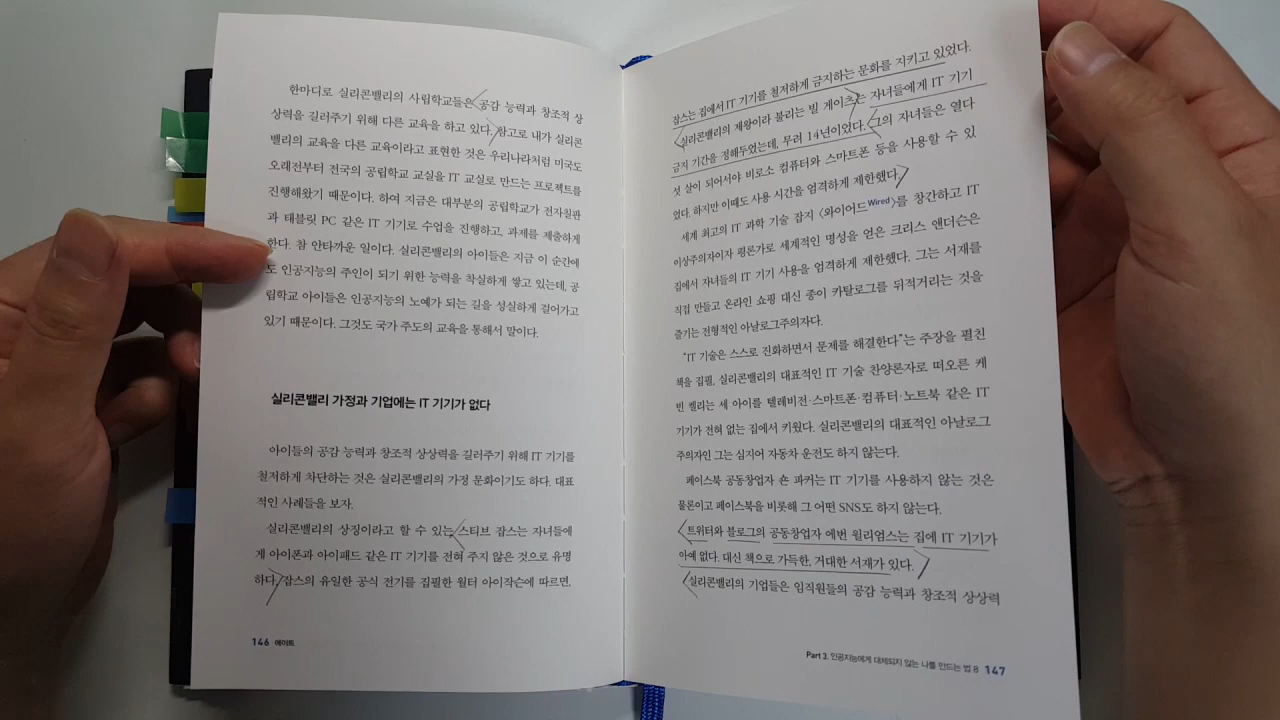 한마디로 실리콘밸리의 사립학교들은 공감 능력과 창조적 상
상력을 길러주기 위해 다른 교육을 하고 있다. 참고로 내가 실리콘
밸리의 교육을 다른 교육이라고 표현한 것은 우리나라처럼 미국도
오래전부터 전국의 공립학교 교실을 IT 교실로 만드는 프로젝트를
진행해왔기 때문이다. 하여 지금은 대부분의 공립학교가 전자칠판
과 태블릿 PC 같은 IT 기기로 수업을 진행하고, 과제를 제출하게
한다. 참 안타까운 일이다. 실리콘밸리의 아이들은 지금 이 순간에
도 인공지능의 주인이 되기 위한 능력을 착실하게 쌓고 있는데, 공
립학교 아이들은 인공지능의 노예가 되는 길을 성실하게 걸어가고
있기 때문이다. 그것도 국가 주도의 교육을 통해서 말이다.
실리콘밸리 가정과 기업에는 IT 기기가 없다
아이들의 공감 능력과 창조적 상상력을 길러주기 위해 IT 기기를
철저하게 차단하는 것은 실리콘밸리의 가정 문화이기도 하다. 대표
적인 사례들을 보자.
실리콘밸리의 상징이라고 할 수 있는 스티브 잡스는 자녀들에
게 아이폰과 아이패드 같은 IT 기기를 전혀 주지 않은 것으로 유명
하다. 잡스의 유일한 공식 전기를 집필한 월터 아이작슨에 따르면,
146 에이트
잡스는 집에서 IT 기기를 철저하게 금지하는 문화를 지키고 있었다.
실리콘밸리의 제왕이라 불리는 빌 게이츠는 자녀들에게 IT 기기
금지 기간을 정해두었는데, 무려 14년이었다. 그의 자녀들은 열다
섯 살이 되어서야 비로소 컴퓨터와 스마트폰 등을 사용할 수 있
었다. 하지만 이때도 사용 시간을 엄격하게 제한했다.
세계 최고의 IT 과학 기술 잡지 〈와이어드Wired〉를 창간하고 IT
이상주의자이자 평론가로 세계적인 명성을 얻은 크리스 앤더슨은
집에서 자녀들의 IT 기기 사용을 엄격하게 제한했다. 그는 서재를
직접 만들고 온라인 쇼핑 대신 종이 카탈로그를 뒤적거리는 것을
즐기는 전형적인 아날로그주의자다.
“IT 기술은 스스로 진화하면서 문제를 해결한다”는 주장을 펼친
책을 집필, 실리콘밸리의 대표적인 IT 기술 찬양론자로 떠오른 케
빈 켈리는 세 아이를 텔레비전·스마트폰·컴퓨터·노트북 같은 IT
기기가 전혀 없는 집에서 키웠다. 실리콘밸리의 대표적인 아날로그
주의자인 그는 심지어 자동차 운전도 하지 않는다.
페이스북 공동창업자 숀 파커는 IT 기기를 사용하지 않는 것은
물론이고 페이스북을 비롯해 그 어떤 SNS도 하지 않는다.
트위터와 블로그의 공동창업자 에번 윌리엄스는 집에 IT 기기가
아예 없다. 대신 책으로 가득한, 거대한 서재가 있다.
실리콘밸리의 기업들은 임직원들의 공감 능력과 창조적 상상력
Part 3. 인공지능에게 대체되지 않는 나를 만드는 법 8 147